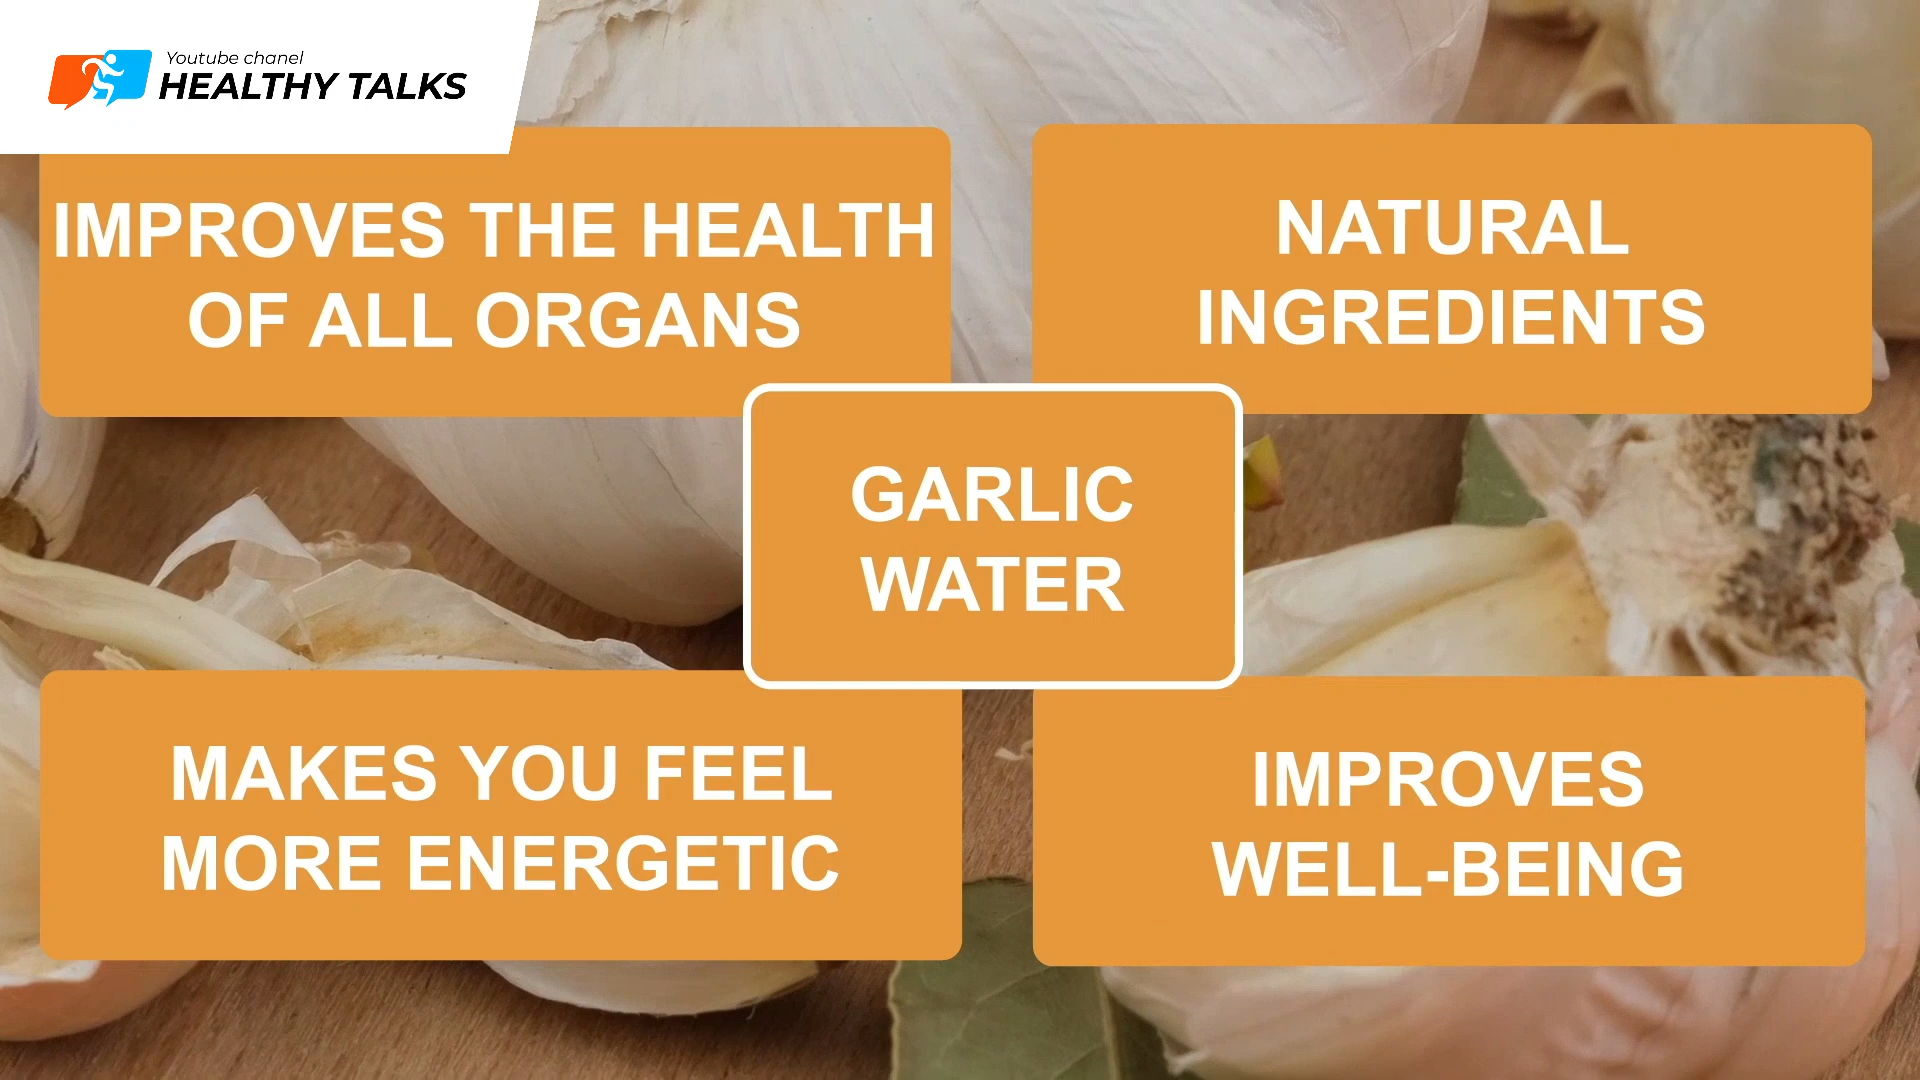 Youtube chanel
HEALTHY TALKS
IMPROVES THE HEALTH
OF ALL ORGANS
NATURAL
INGREDIENTS
GARLIC
WATER
MAKES YOU FEEL
MORE ENERGETIC
IMPROVES
WELL-BEING